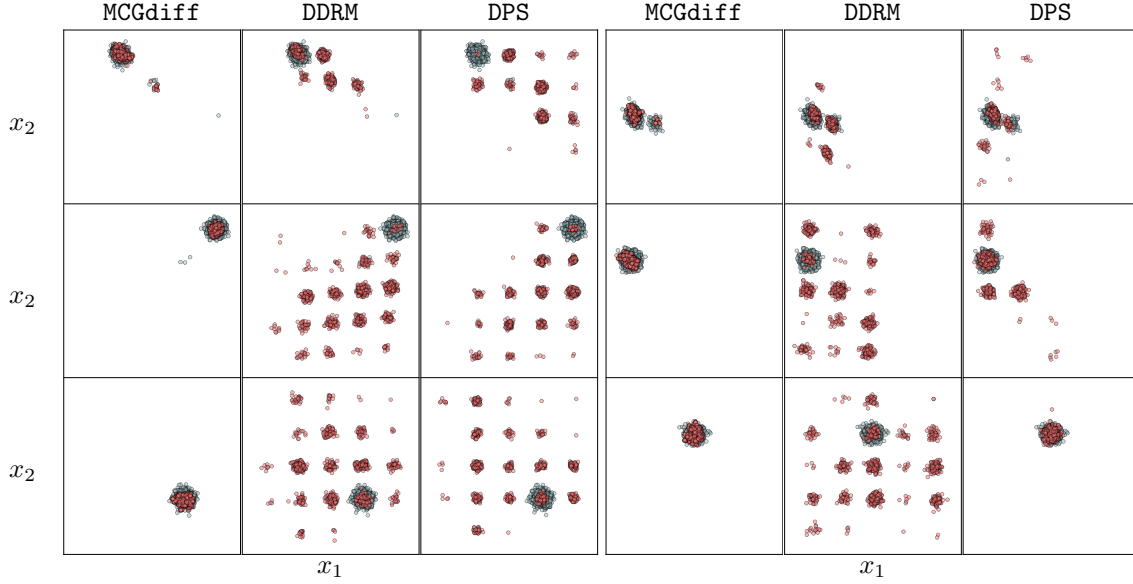 MCGdiff DDRM DPS MCGdiff DDRM DPS
x₂
x₂
x₂
x₁ x₁